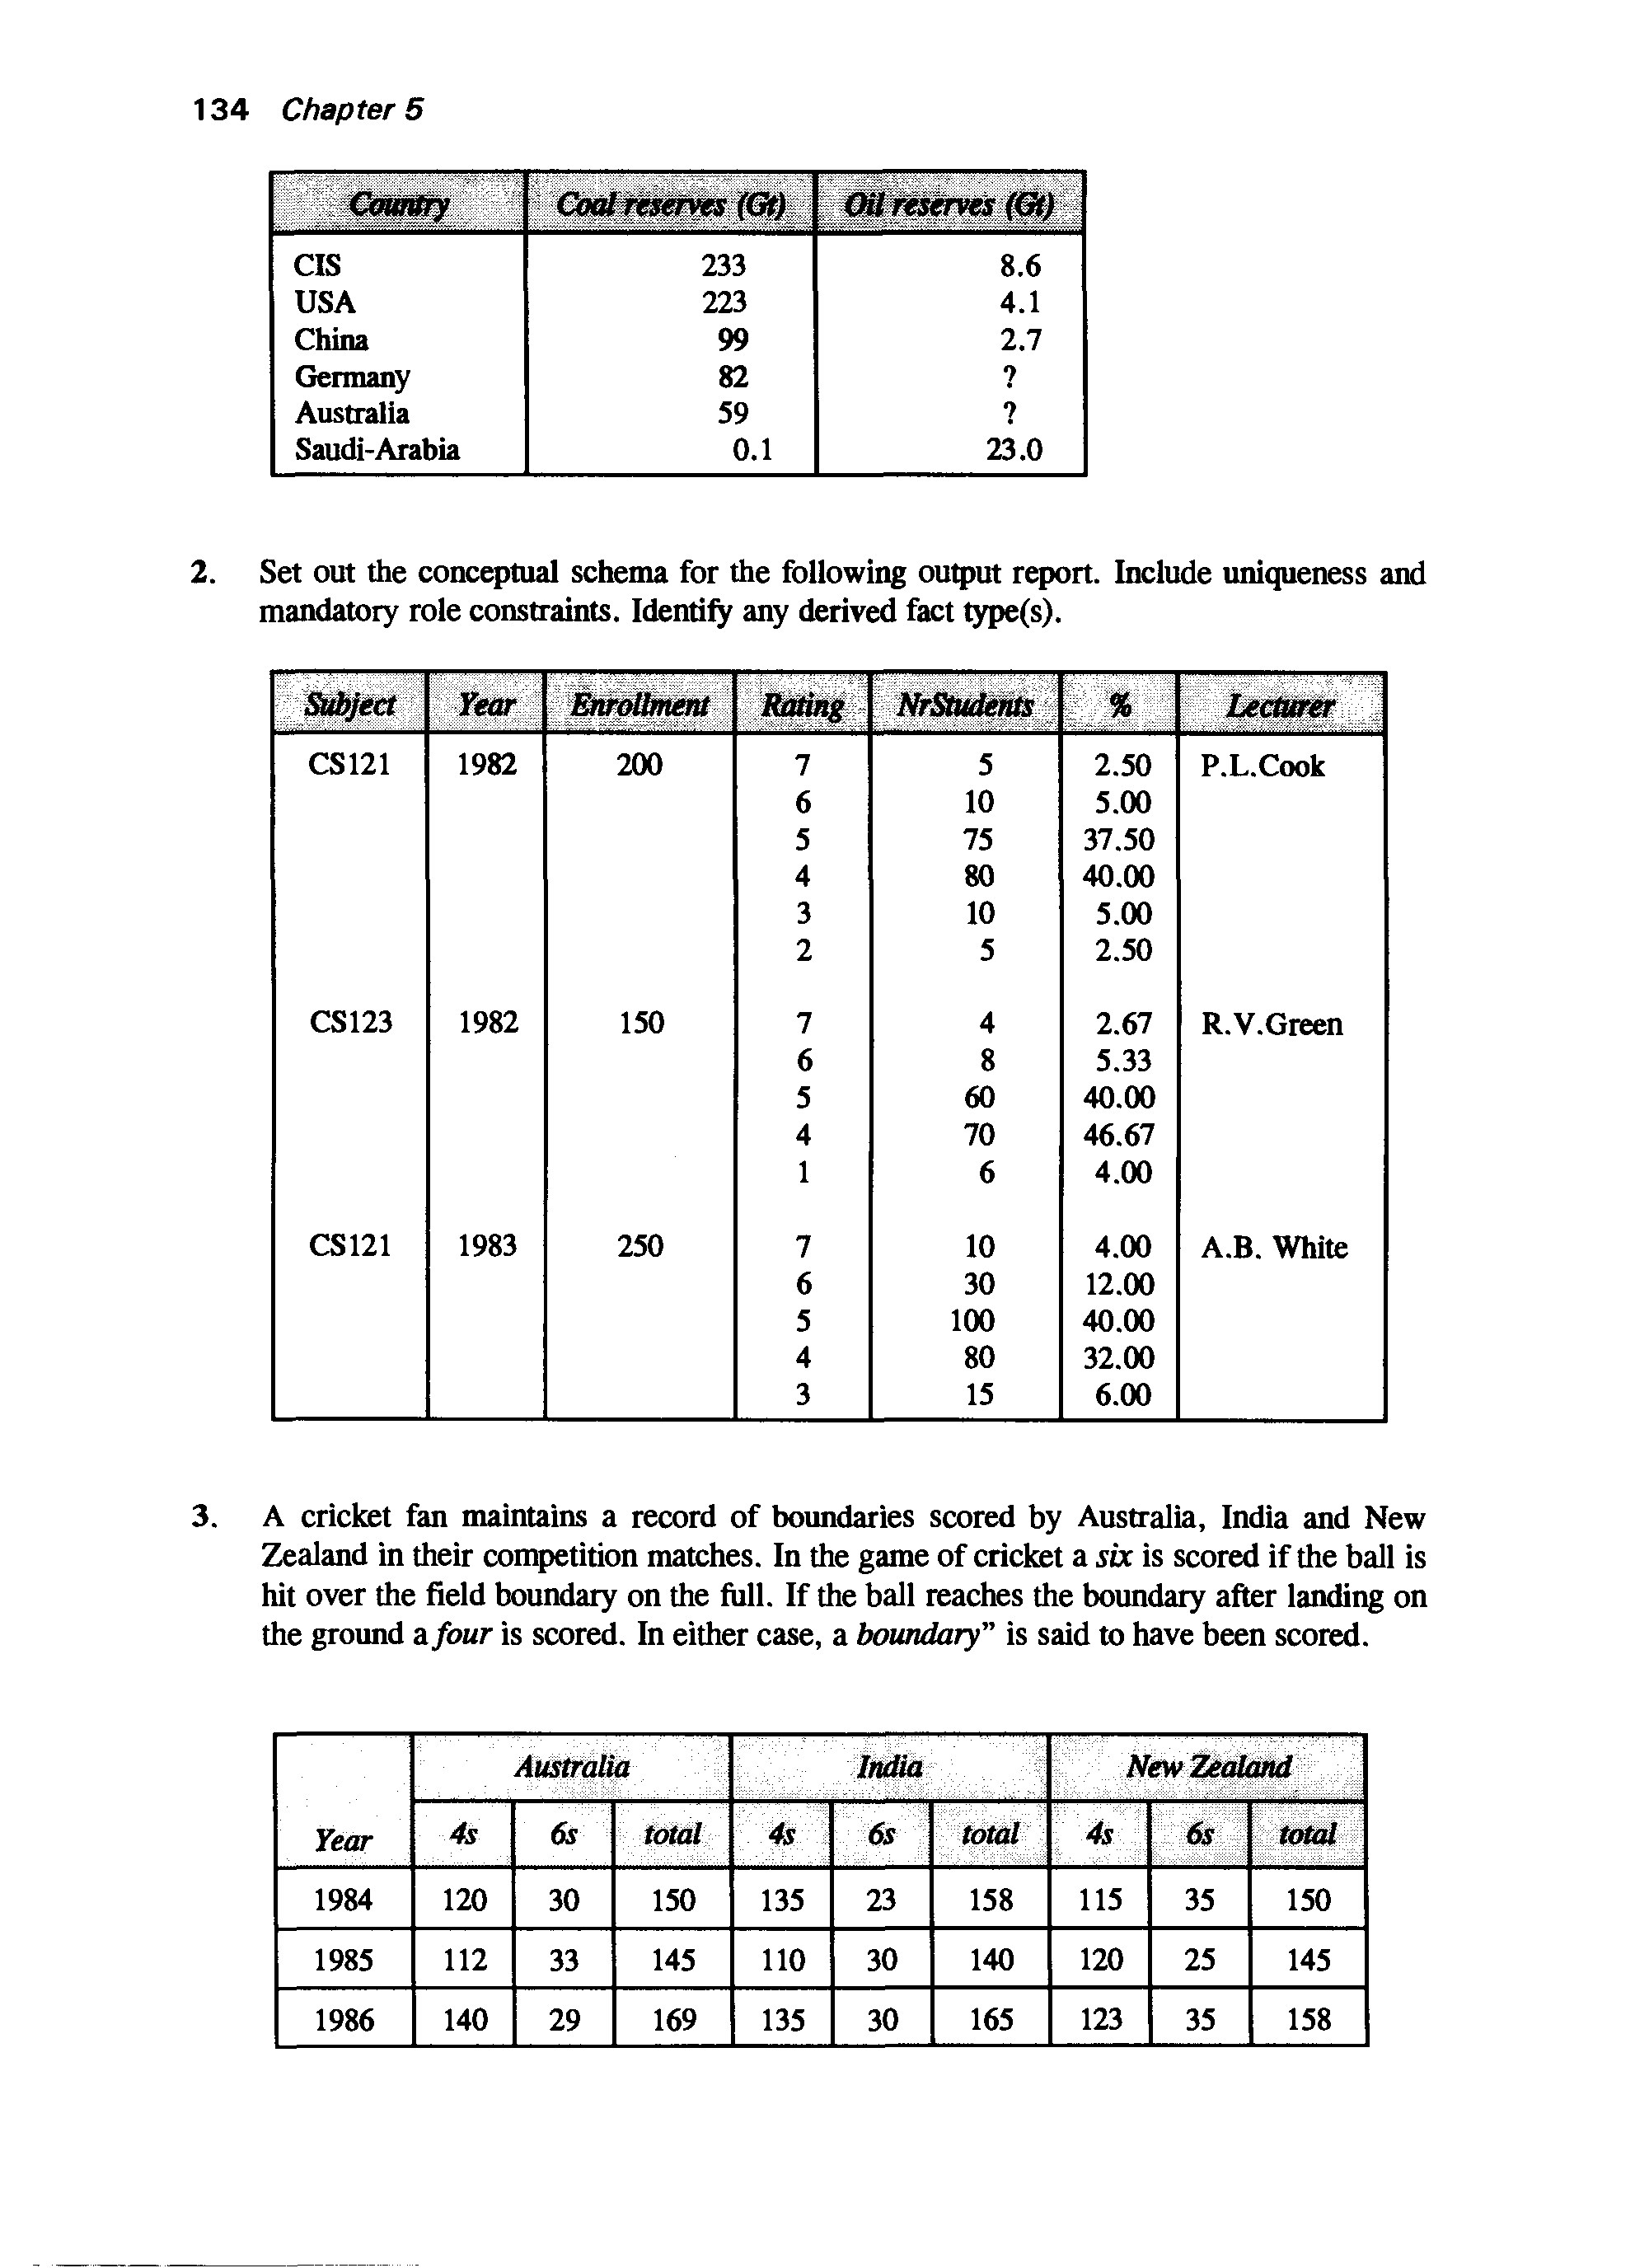 134 Chapter 5
Country Coal reserves (Gt) Oil reserves (Gt)
CIS 233 8.6
USA 223 4.1
China 99 2.7
Germany 82 ?
Australia 59 ?
Saudi-Arabia 0.1 23.0
2. Set out the conceptual schema for the following output report. Include uniqueness and
mandatory role constraints. Identify any derived fact type(s).
Subject Year Enrollment Rating NrStudents % Lecturer
CS121 1982 200 7 5 2.50 P.L.Cook
6 10 5.00
5 75 37.50
4 80 40.00
3 10 5.00
2 5 2.50
CS123 1982 150 7 4 2.67 R.V.Green
6 8 5.33
5 60 40.00
4 70 46.67
1 6 4.00
CS121 1983 250 7 10 4.00 A.B. White
6 30 12.00
5 100 40.00
4 80 32.00
3 15 6.00
3. A cricket fan maintains a record of boundaries scored by Australia, India and New
Zealand in their competition matches. In the game of cricket a six is scored if the ball is
hit over the field boundary on the full. If the ball reaches the boundary after landing on
the ground a four is scored. In either case, a boundary” is said to have been scored.
Australia India New Zealand
Year 4s 6s total 4s 6s total 4s 6s total
1984 120 30 150 135 23 158 115 35 150
1985 112 33 145 110 30 140 120 25 145
1986 140 29 169 135 30 165 123 35 158